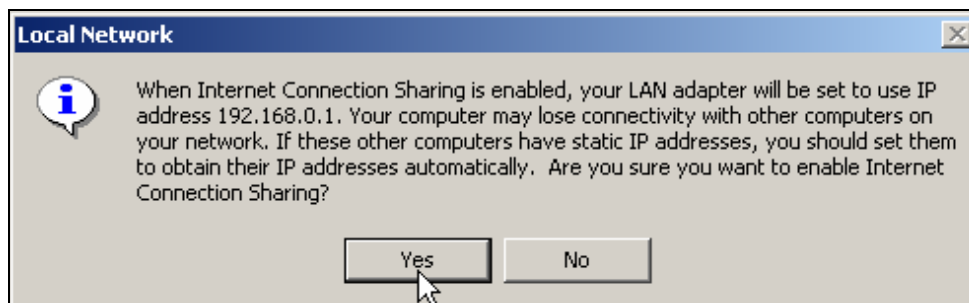 Local Network
When Internet Connection Sharing is enabled, your LAN adapter will be set to use IP
address 192.168.0.1. Your computer may lose connectivity with other computers on
your network. If these other computers have static IP addresses, you should set them
to obtain their IP addresses automatically.  Are you sure you want to enable Internet
Connection Sharing?
Yes No